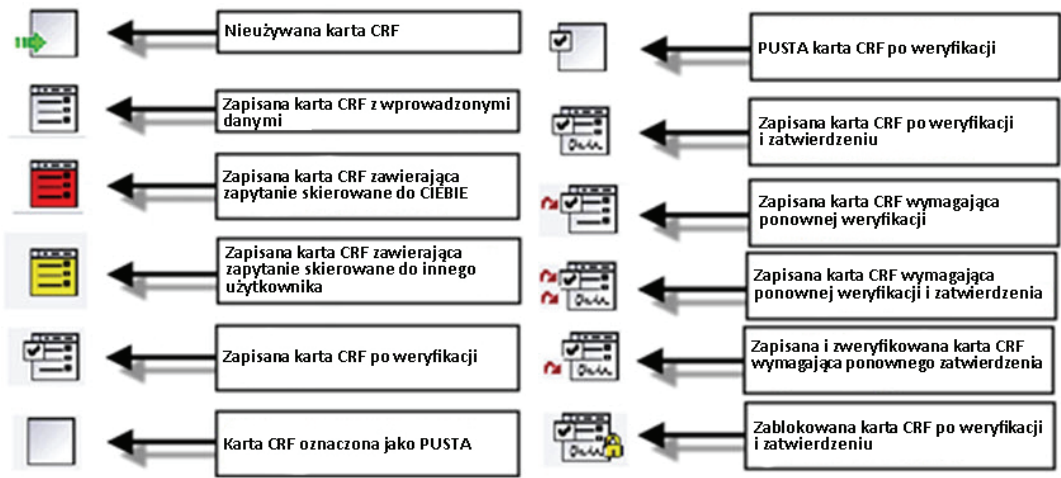 Nieużywana karta CRF
Zapisana karta CRF z wprowadzonymi
danymi
Zapisana karta CRF zawierająca
zapytanie skierowane do CIEBIE
Zapisana karta CRF zawierająca
zapytanie skierowane do innego
użytkownika
Zapisana karta CRF po weryfikacji
Karta CRF oznaczona jako PUSTA
PUSTA karta CRF po weryfikacji
Zapisana karta CRF po weryfikacji
i zatwierdzeniu
Zapisana karta CRF wymagająca
ponownej weryfikacji
Zapisana karta CRF wymagająca
ponownej weryfikacji i zatwierdzenia
Zapisana i zweryfikowana karta CRF
wymagająca ponownego zatwierdzenia
Zablokowana karta CRF po weryfikacji
i zatwierdzeniu